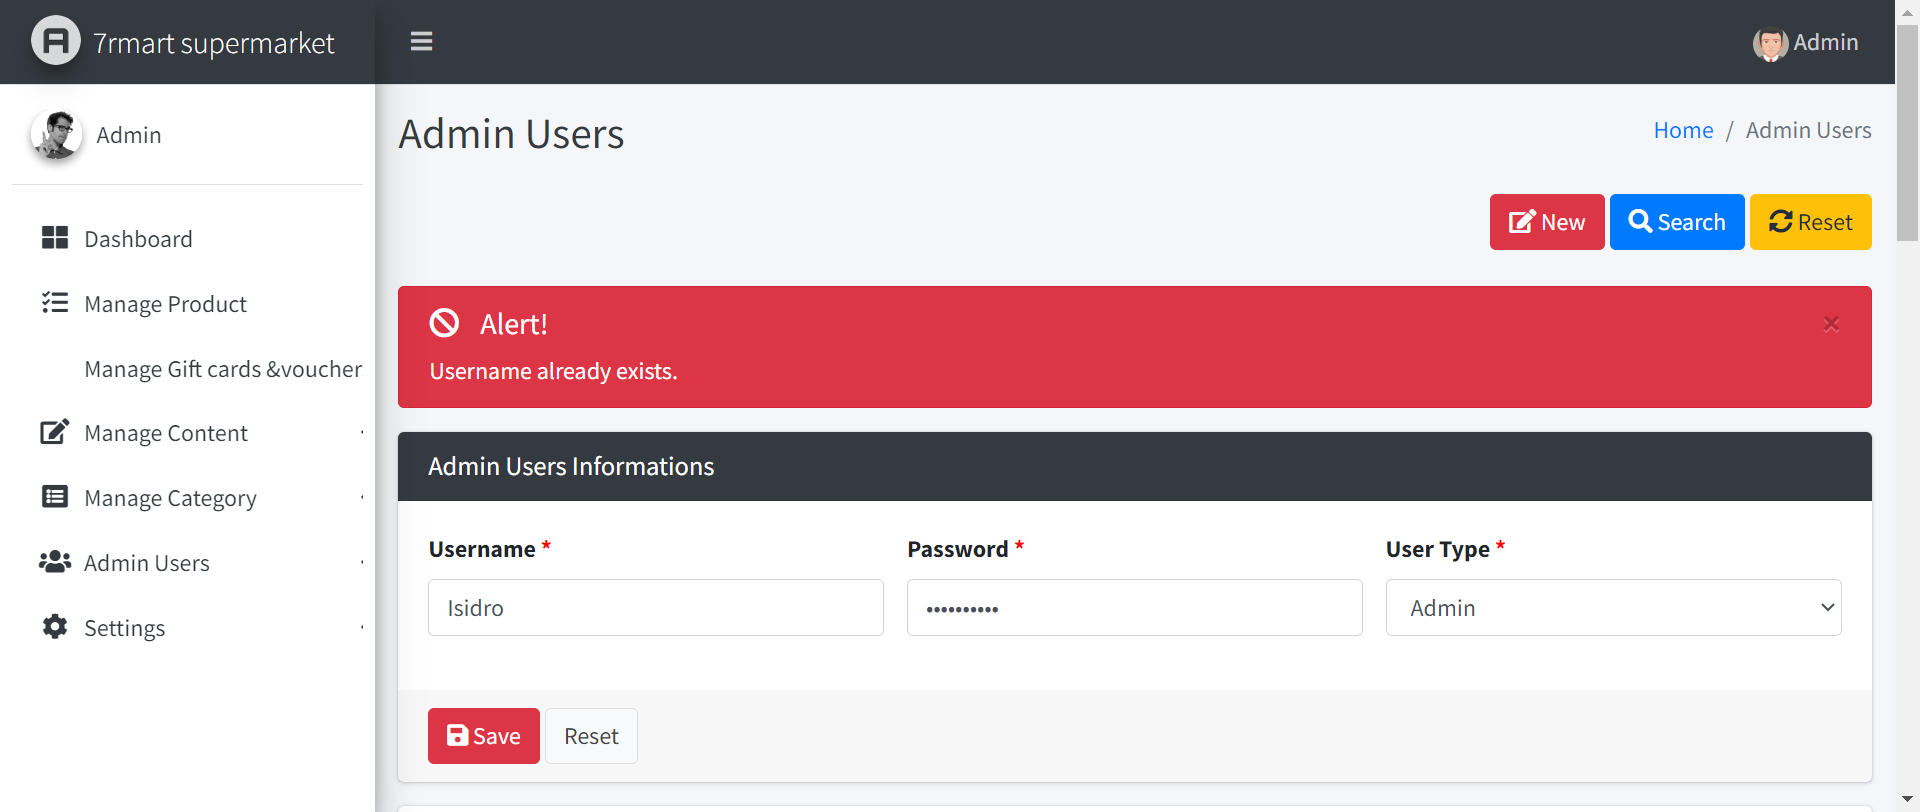 7rmart supermarket
Admin
Admin
Dashboard
Manage Product
Manage Gift cards &voucher
Manage Content
Manage Category
Admin Users
Settings
Admin Users
Home / Admin Users
New
Search
Reset
Alert!
×
Username already exists.
Admin Users Informations
Username *
Password *
User Type *
Isidro
••••••••••
Admin
Save
Reset